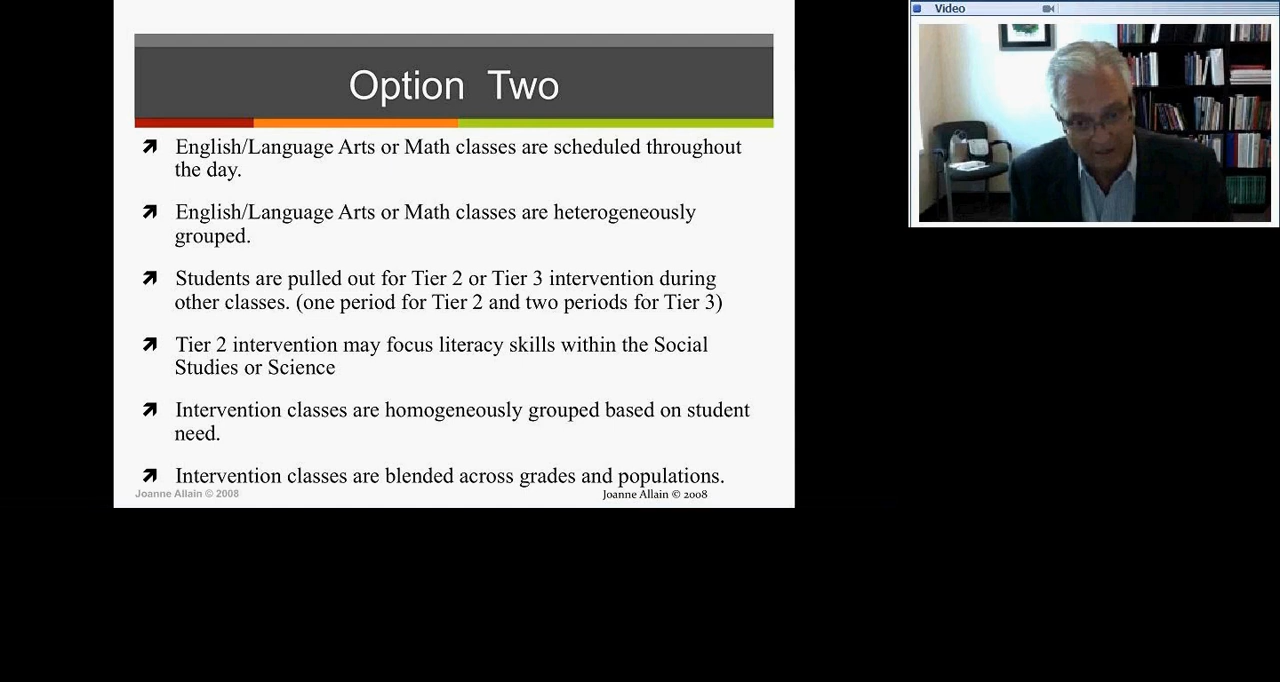 Video
Option Two
English/Language Arts or Math classes are scheduled throughout
the day.
English/Language Arts or Math classes are heterogeneously
grouped.
Students are pulled out for Tier 2 or Tier 3 intervention during
other classes. (one period for Tier 2 and two periods for Tier 3)
Tier 2 intervention may focus literacy skills within the Social
Studies or Science
Intervention classes are homogeneously grouped based on student
need.
Intervention classes are blended across grades and populations.
Joanne Allain © 2008
Joanne Allain © 2008